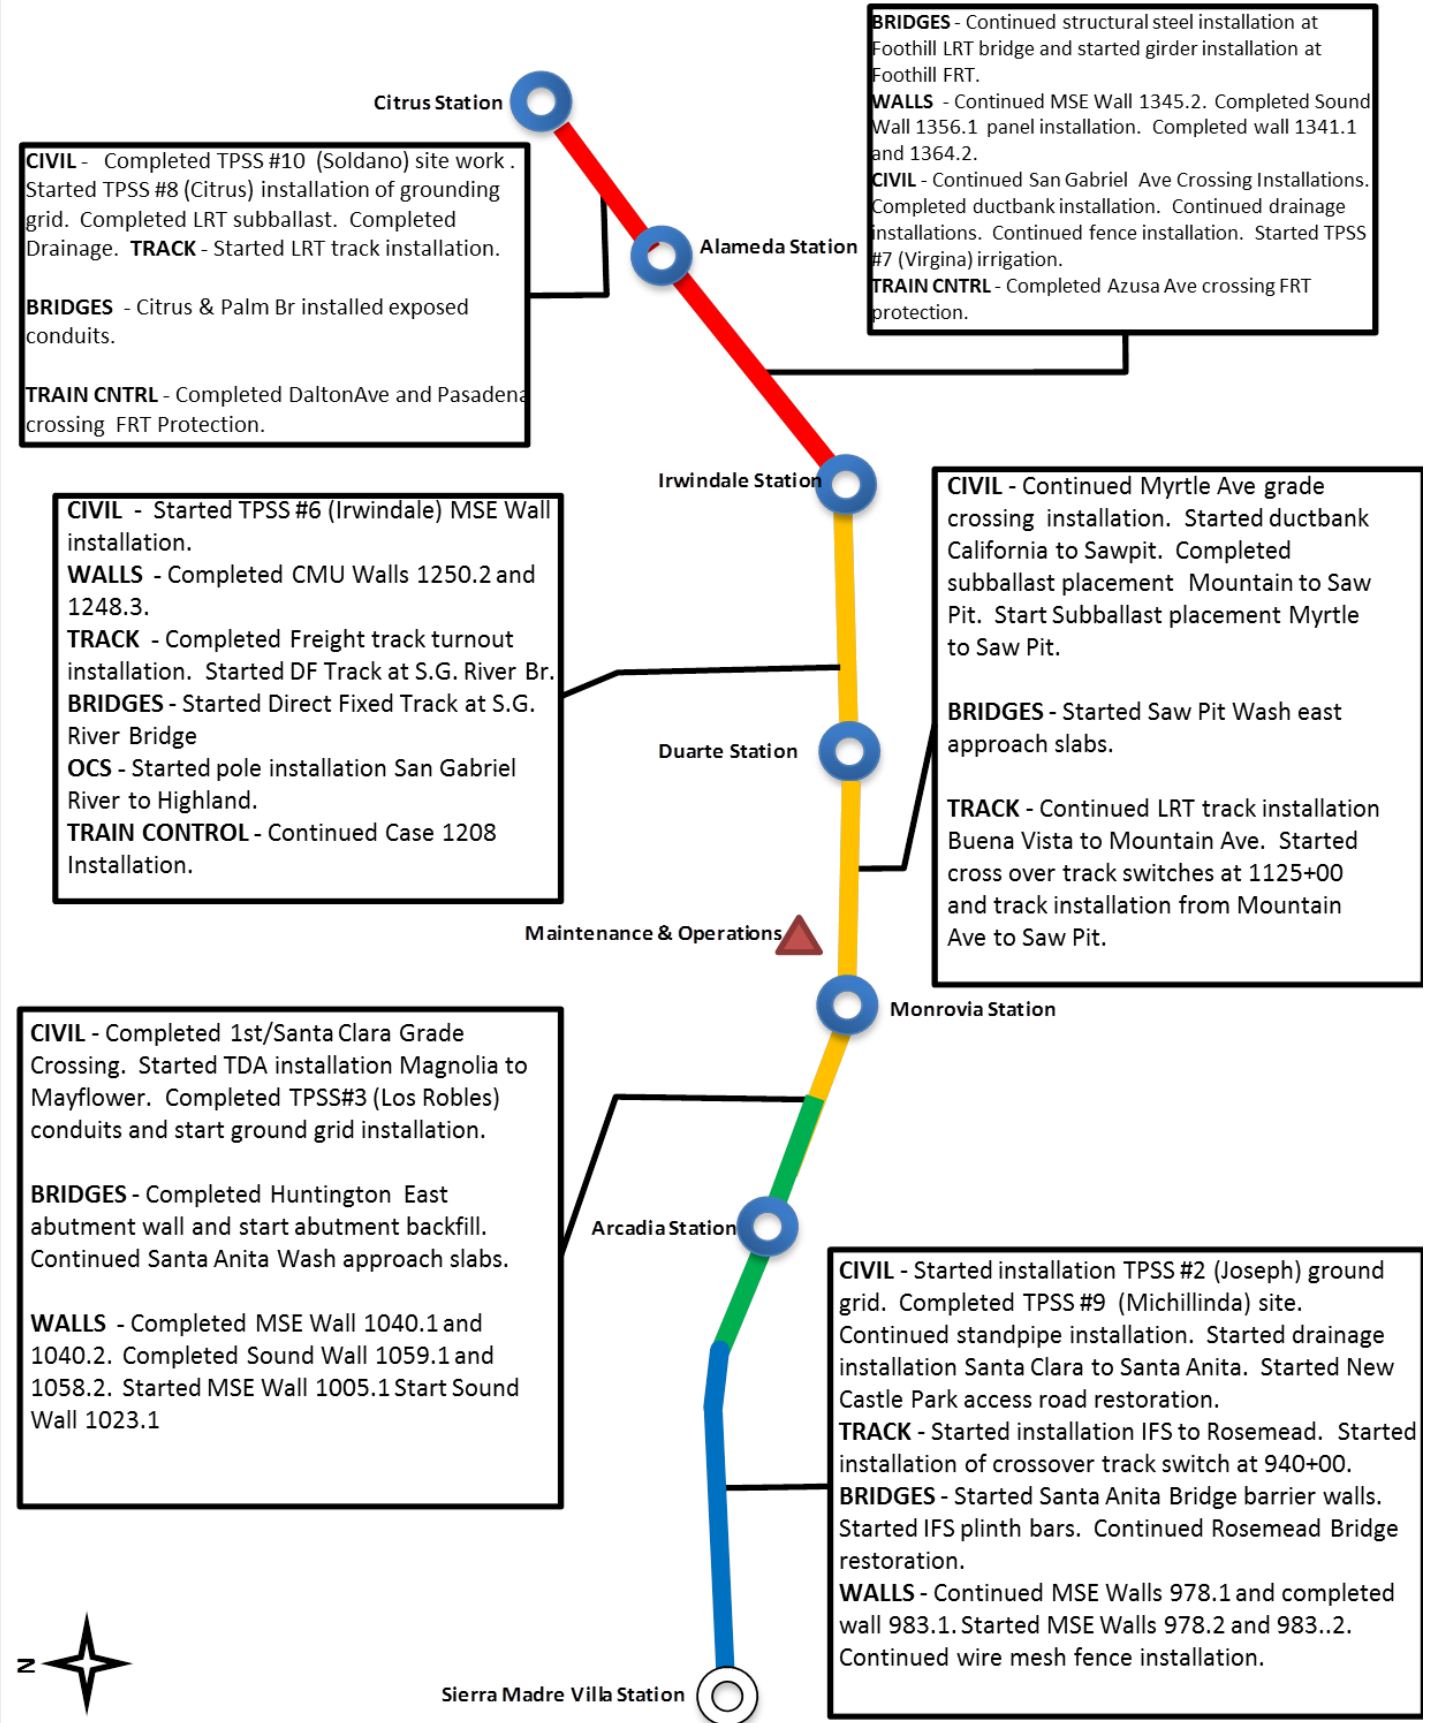 Citrus Station
BRIDGES - Continued structural steel installation at
Foothill LRT bridge and started girder installation at
Foothill FRT.
WALLS - Continued MSE Wall 1345.2. Completed Sound
Wall 1356.1 panel installation. Completed wall 1341.1
and 1364.2.
CIVIL - Continued San Gabriel Ave Crossing Installations.
Completed ductbank installation. Continued drainage
installations. Continued fence installation. Started TPSS
#7 (Virgina) irrigation.
TRAIN CNTRL - Completed Azusa Ave crossing FRT
protection.
CIVIL - Completed TPSS #10 (Soldano) site work .
Started TPSS #8 (Citrus) installation of grounding
grid. Completed LRT subballast. Completed
Drainage. TRACK - Started LRT track installation.
BRIDGES - Citrus & Palm Br installed exposed
conduits.
TRAIN CNTRL - Completed DaltonAve and Pasadena
crossing FRT Protection.
Alameda Station
Irwindale Station
CIVIL - Started TPSS #6 (Irwindale) MSE Wall
installation.
WALLS - Completed CMU Walls 1250.2 and
1248.3.
TRACK - Completed Freight track turnout
installation. Started DF Track at S.G. River Br.
BRIDGES - Started Direct Fixed Track at S.G.
River Bridge
OCS - Started pole installation San Gabriel
River to Highland.
TRAIN CONTROL - Continued Case 1208
Installation.
CIVIL - Continued Myrtle Ave grade
crossing installation. Started ductbank
California to Sawpit. Completed
subballast placement Mountain to Saw
Pit. Start Subballast placement Myrtle
to Saw Pit.
BRIDGES - Started Saw Pit Wash east
approach slabs.
TRACK - Continued LRT track installation
Buena Vista to Mountain Ave. Started
cross over track switches at 1125+00
and track installation from Mountain
Ave to Saw Pit.
Duarte Station
Maintenance & Operations
Monrovia Station
CIVIL - Completed 1st/Santa Clara Grade
Crossing. Started TDA installation Magnolia to
Mayflower. Completed TPSS#3 (Los Robles)
conduits and start ground grid installation.
BRIDGES - Completed Huntington East
abutment wall and start abutment backfill.
Continued Santa Anita Wash approach slabs.
WALLS - Completed MSE Wall 1040.1 and
1040.2. Completed Sound Wall 1059.1 and
1058.2. Started MSE Wall 1005.1 Start Sound
Wall 1023.1
Arcadia Station
CIVIL - Started installation TPSS #2 (Joseph) ground
grid. Completed TPSS #9 (Michillinda) site.
Continued standpipe installation. Started drainage
installation Santa Clara to Santa Anita. Started New
Castle Park access road restoration.
TRACK - Started installation IFS to Rosemead. Started
installation of crossover track switch at 940+00.
BRIDGES - Started Santa Anita Bridge barrier walls.
Started IFS plinth bars. Continued Rosemead Bridge
restoration.
WALLS - Continued MSE Walls 978.1 and completed
wall 983.1. Started MSE Walls 978.2 and 983..2.
Continued wire mesh fence installation.
N
Sierra Madre Villa Station